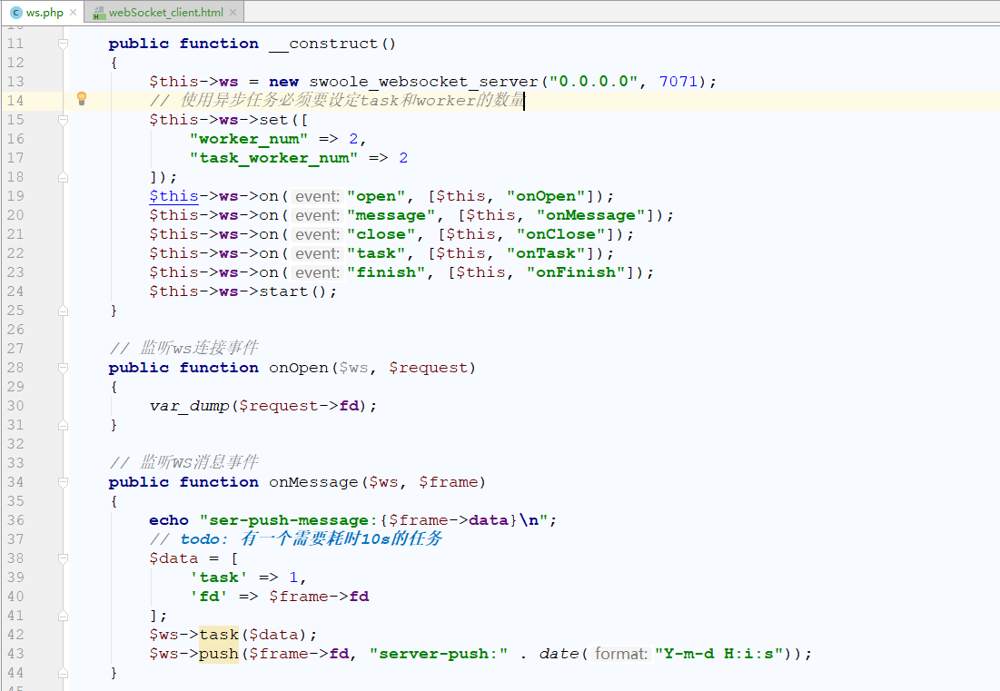 ws.php
webSocket_client.html
11 public function __construct()
12 {
13 $this->ws = new swoole_websocket_server("0.0.0.0", 7071);
14 // 使用异步任务必须要设定task和worker的数量
15 $this->ws->set([
16 "worker_num" => 2,
17 "task_worker_num" => 2
18 ]);
19 $this->ws->on( event: "open", [$this, "onOpen"]);
20 $this->ws->on( event: "message", [$this, "onMessage"]);
21 $this->ws->on( event: "close", [$this, "onClose"]);
22 $this->ws->on( event: "task", [$this, "onTask"]);
23 $this->ws->on( event: "finish", [$this, "onFinish"]);
24 $this->ws->start();
25 }
26
27 // 监听ws连接事件
28 public function onOpen($ws, $request)
29 {
30 var_dump($request->fd);
31 }
32
33 // 监听WS消息事件
34 public function onMessage($ws, $frame)
35 {
36 echo "ser-push-message:{$frame->data}\n";
37 // todo: 有一个需要耗时10s的任务
38 $data = [
39 'task' => 1,
40 'fd' => $frame->fd
41 ];
42 $ws->task($data);
43 $ws->push($frame->fd, "server-push:" . date( format: "Y-m-d H:i:s"));
44 }